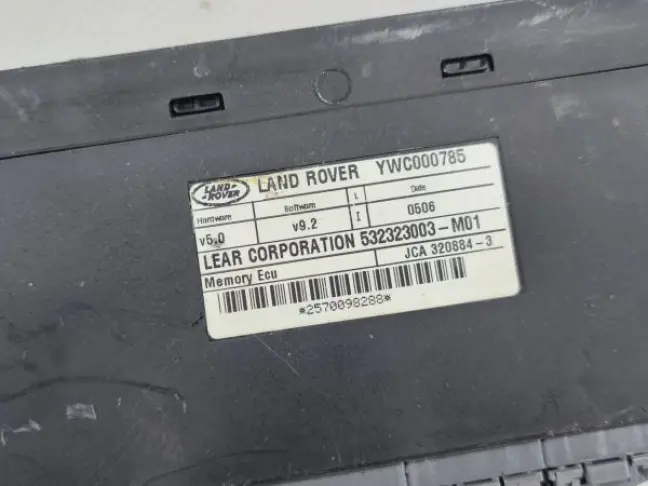 LAND ROVER LAND ROVER YWC000785
Hardware Software L Date
v5.0 v9.2 I 0506
LEAR CORPORATION 532323003-M01
Memory Ecu JCA 320884-3
*2570098288*